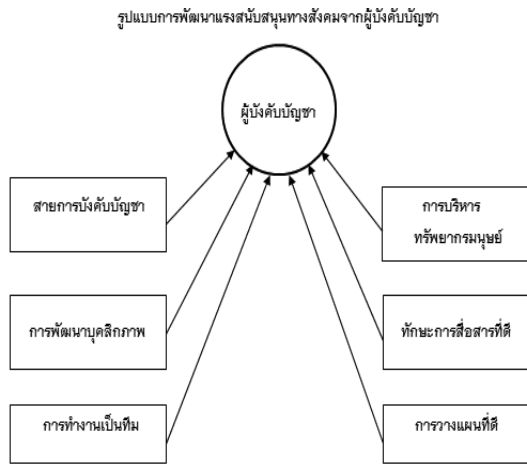 รูปแบบการพัฒนาแรงสนับสนุนทางสังคมจากผู้บังคับบัญชา
ผู้บังคับบัญชา
สายการบังคับบัญชา
การบริหาร
ทรัพยากรมนุษย์
การพัฒนาบุคลิกภาพ
ทักษะการสื่อสารที่ดี
การทำงานเป็นทีม
การวางแผนที่ดี